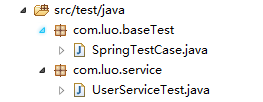 src/test/java
com.luo.baseTest
SpringTestCase.java
com.luo.service
UserServiceTest.java